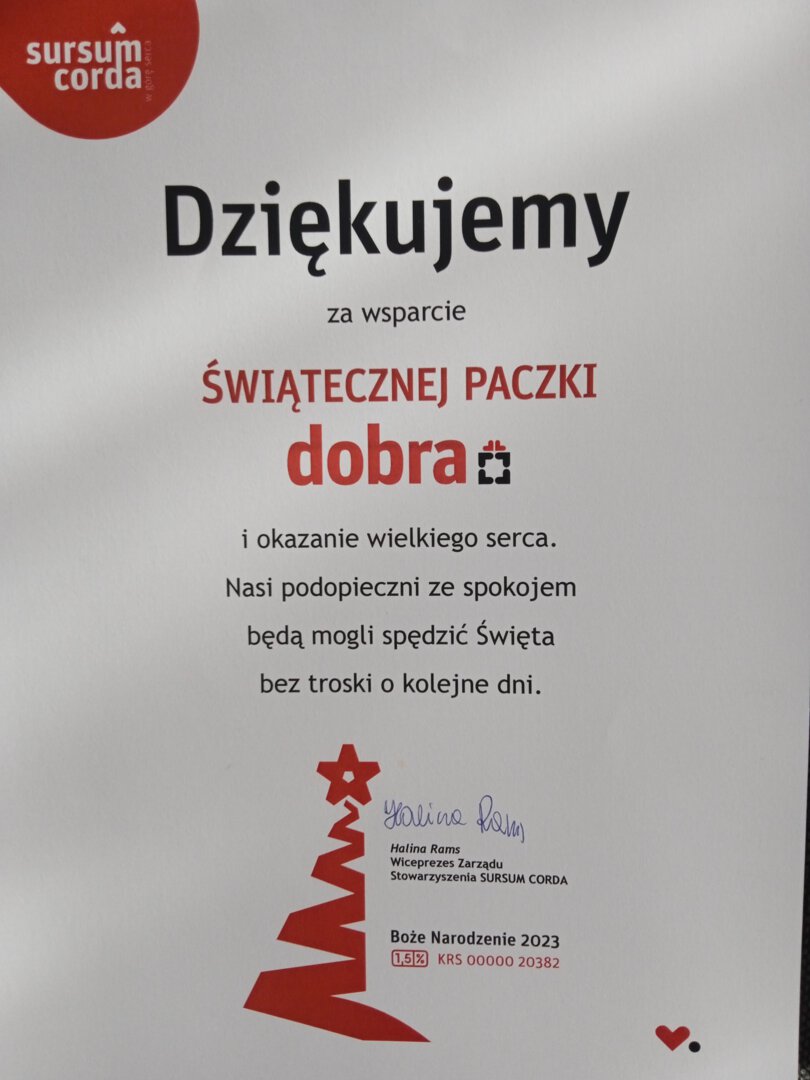 sursum
corda
w górę serca
Dziękujemy
za wsparcie
ŚWIĄTECZNEJ PACZKI
dobra
i okazanie wielkiego serca.
Nasi podopieczni ze spokojem
będą mogli spędzić Święta
bez troski o kolejne dni.
Halina Rams
Halina Rams
Wiceprezes Zarządu
Stowarzyszenia SURSUM CORDA
Boże Narodzenie 2023
1,5% KRS 00000 20382